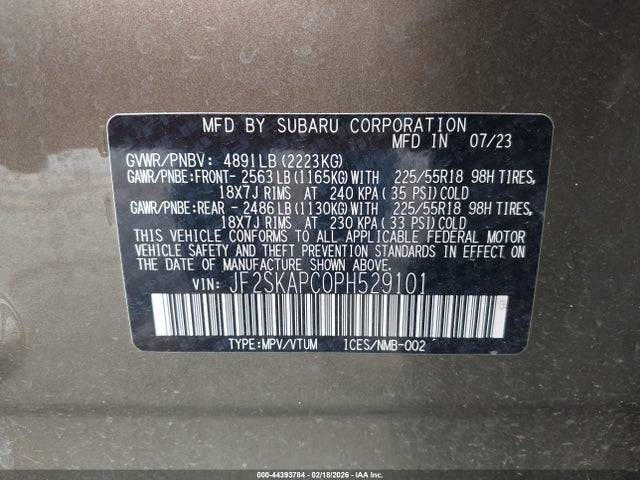 MFD BY SUBARU CORPORATION
MFD IN 07/23
GVWR/PNBV: 4891LB(2223KG)
GAWR/PNBE:FRONT- 2563LB(1165KG)WITH 225/55R18 98H TIRES,
18X7J RIMS AT 240 KPA( 35 PSI)COLD
GAWR/PNBE:REAR - 2486LB(1130KG)WITH 225/55R18 98H TIRES,
18X7J RIMS AT 230 KPA( 33 PSI)COLD
THIS VEHICLE CONFORMS TO ALL APPLICABLE FEDERAL MOTOR
VEHICLE SAFETY AND THEFT PREVENTION STANDARDS IN EFFECT
ON THE DATE OF MANUFACTURE SHOWN ABOVE.
VIN: JF2SKAPC0PH529101
TYPE:MPV/VTUM ICES/NMB-002
000-44393784 - 02/18/2026 - IAA Inc.